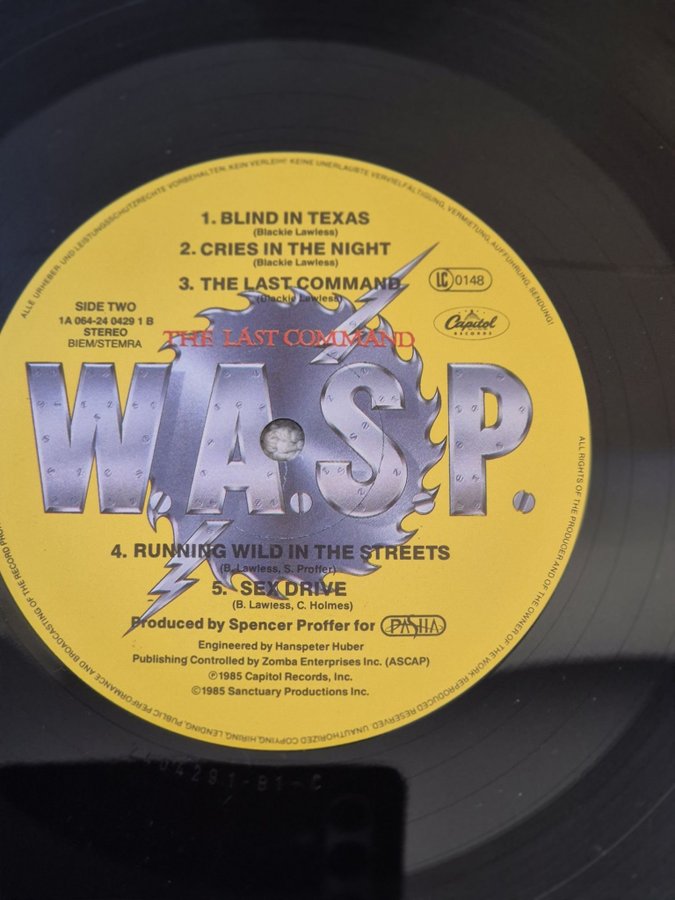 ALLE URHEBER- UND LEISTUNGSSCHUTZRECHTE VORBEHALTEN, KEIN VERLEIH! KEINE UNERLAUBTE VERVIELFÄLTIGUNG, VERMIETUNG, AUFFÜHRUNG, SENDUNG!
1. BLIND IN TEXAS
(Blackie Lawless)
2. CRIES IN THE NIGHT
(Blackie Lawless)
3. THE LAST COMMAND
(Blackie Lawless)
LC 0148
SIDE TWO
1A 064-24 0429 1 B
STEREO
BIEM/STEMRA
Capitol
RECORDS
THE LAST COMMAND
W.A.S.P.
4. RUNNING WILD IN THE STREETS
(B. Lawless, S. Proffer)
5. SEX DRIVE
(B. Lawless, C. Holmes)
Produced by Spencer Proffer for PASHA
Engineered by Hanspeter Huber
Publishing Controlled by Zomba Enterprises Inc. (ASCAP)
℗1985 Capitol Records, Inc.
©1985 Sanctuary Productions Inc.
ALL RIGHTS OF THE PRODUCER AND OF THE OWNER OF THE WORK REPRODUCED RESERVED. UNAUTHORIZED COPYING, HIRING, LENDING, PUBLIC PERFORMANCE AND BROADCASTING OF THE RECORD